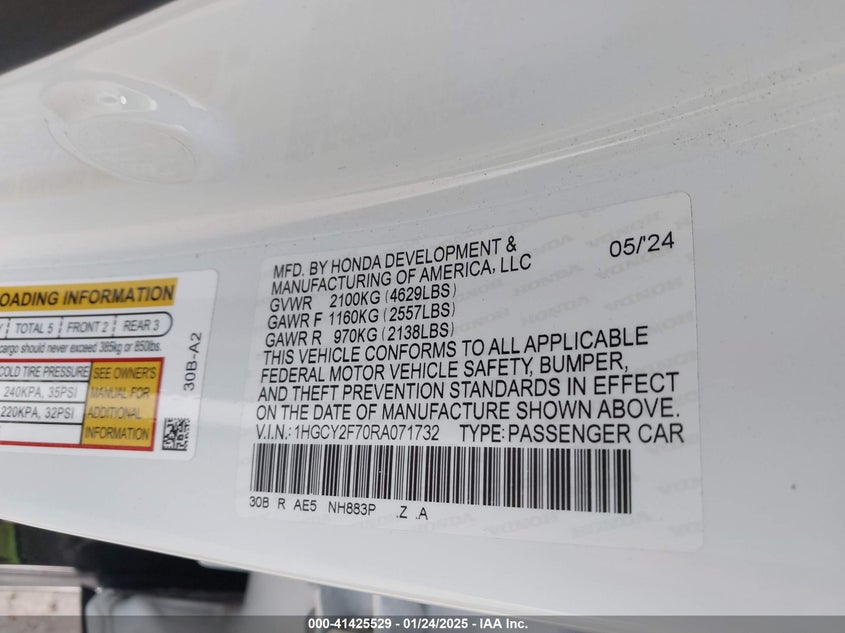 MFD. BY HONDA DEVELOPMENT &
MANUFACTURING OF AMERICA, LLC
05/'24
GVWR 2100KG (4629LBS)
GAWR F 1160KG (2557LBS)
GAWR R 970KG (2138LBS)
THIS VEHICLE CONFORMS TO ALL APPLICABLE
FEDERAL MOTOR VEHICLE SAFETY, BUMPER,
AND THEFT PREVENTION STANDARDS IN EFFECT
ON THE DATE OF MANUFACTURE SHOWN ABOVE.
V.I.N.: 1HGCY2F70RA071732 TYPE: PASSENGER CAR
30B R AE5 NH883P .Z .A
OADING INFORMATION
TOTAL 5 FRONT 2 REAR 3
cargo should never exceed 385kg or 850lbs.
COLD TIRE PRESSURE
240KPA, 35PSI
220KPA, 32PSI
SEE OWNER'S
MANUAL FOR
ADDITIONAL
INFORMATION
30B-A2
HONDA HONDA HONDA
000-41425529 - 01/24/2025 - IAA Inc.